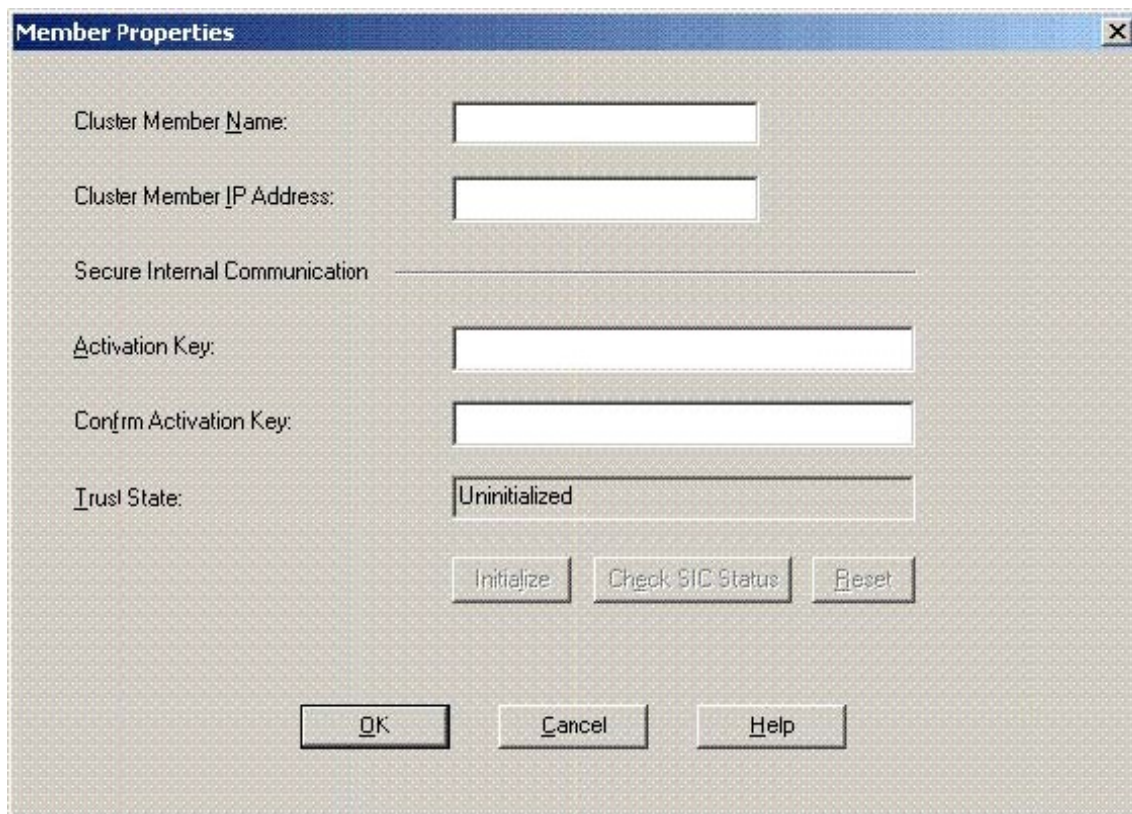 Member Properties
Cluster Member Name:
Cluster Member IP Address:
Secure Internal Communication
Activation Key:
Confrm Activation Key:
Trust State:
Uninitialized
Initialize Check SIC Status Reset
OK Cancel Help